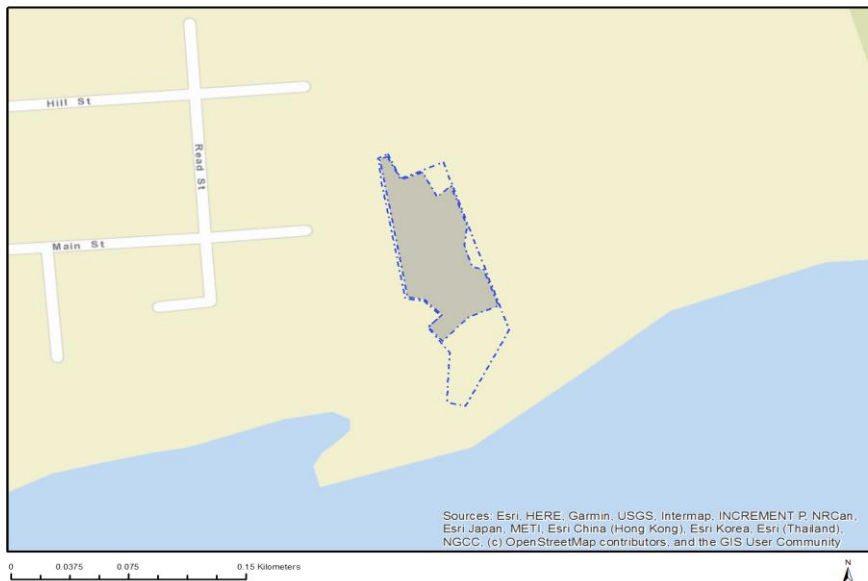 Hill St
Read St
Main St
Sources: Esri, HERE, Garmin, USGS, Intermap, INCREMENT P, NRCan,
Esri Japan, METI, Esri China (Hong Kong), Esri Korea, Esri (Thailand),
NGCC, (c) OpenStreetMap contributors, and the GIS User Community
0 0.0375 0.075 0.15 Kilometers
N